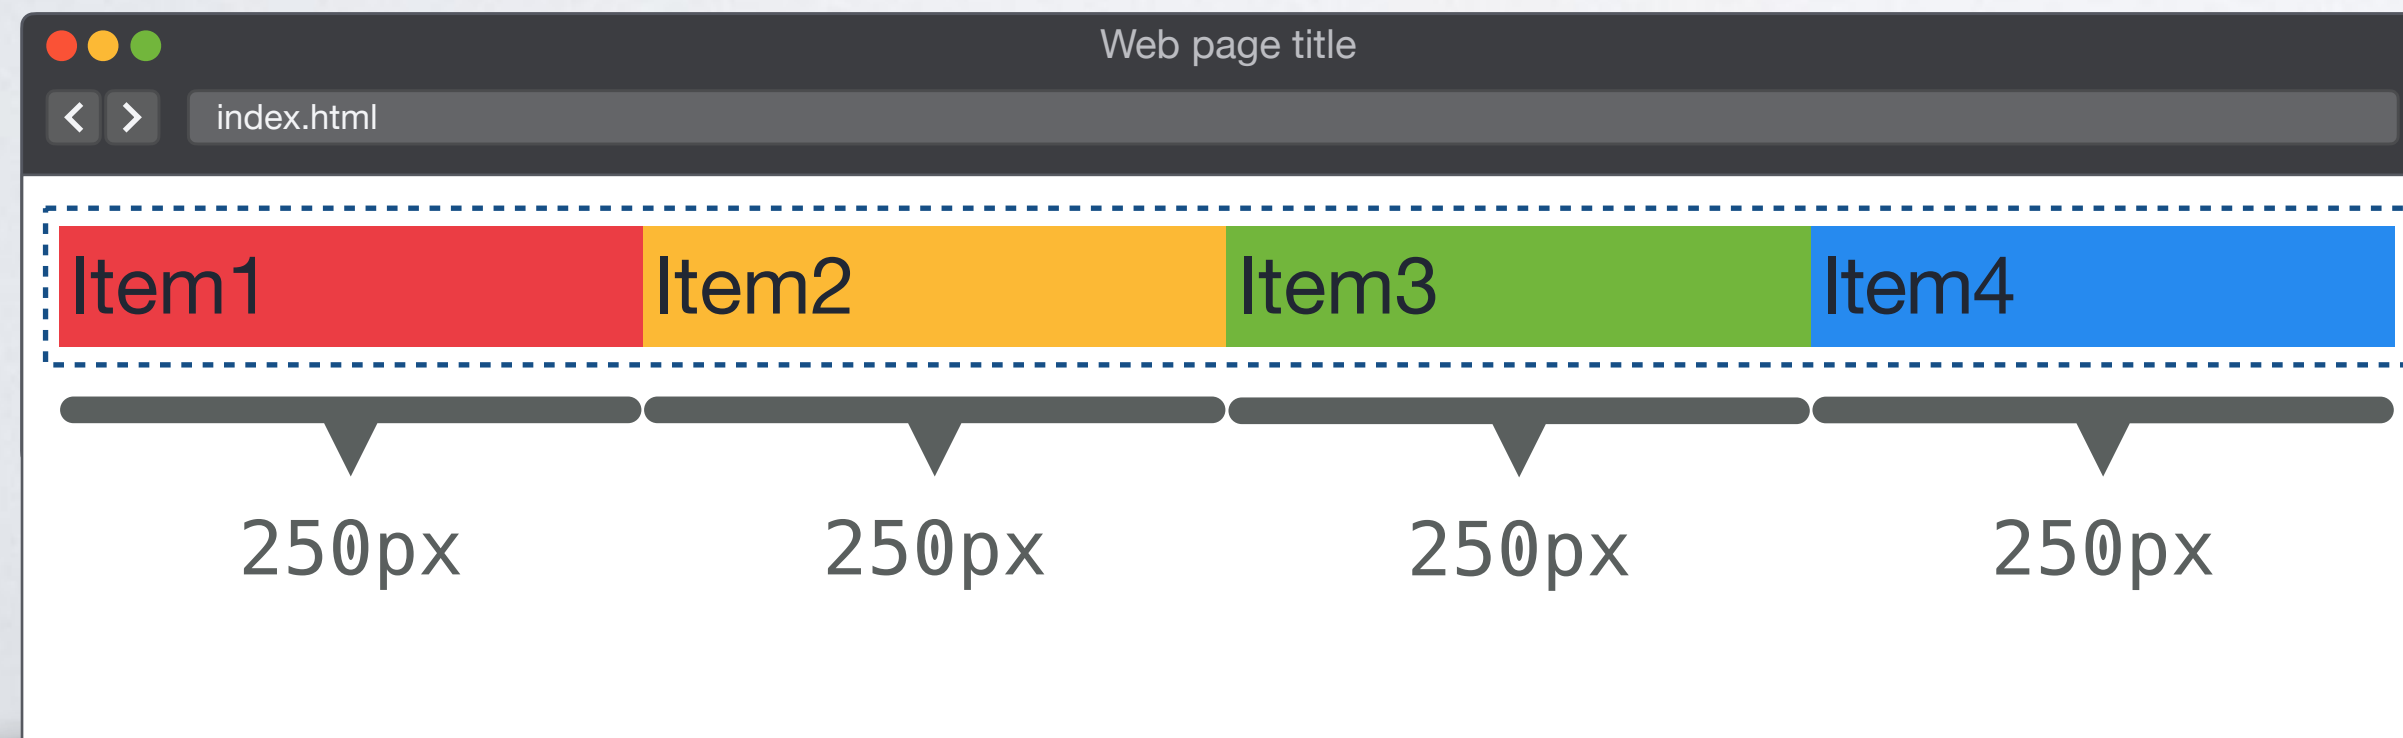 Web page title
index.html
Item1 Item2 Item3 Item4
250px 250px 250px 250px